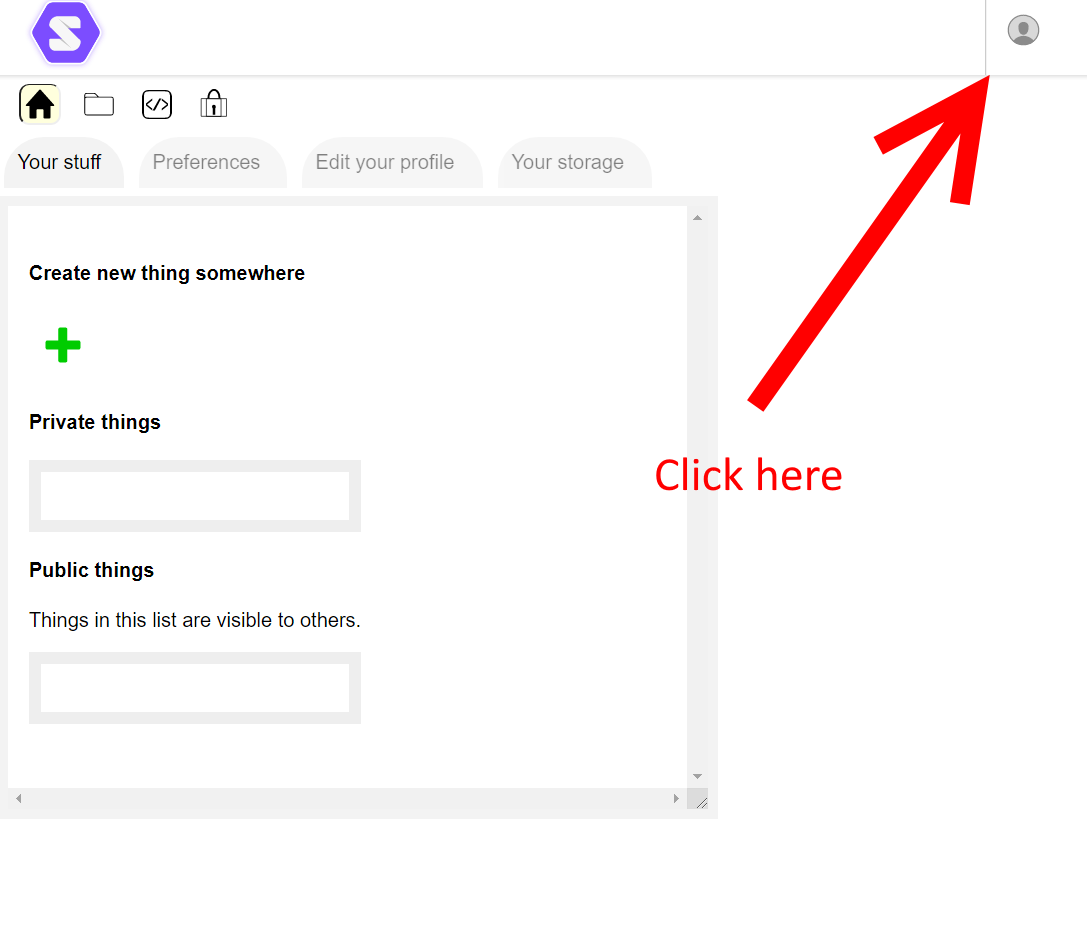 Your stuff Preferences Edit your profile Your storage
Create new thing somewhere
Private things
Click here
Public things
Things in this list are visible to others.